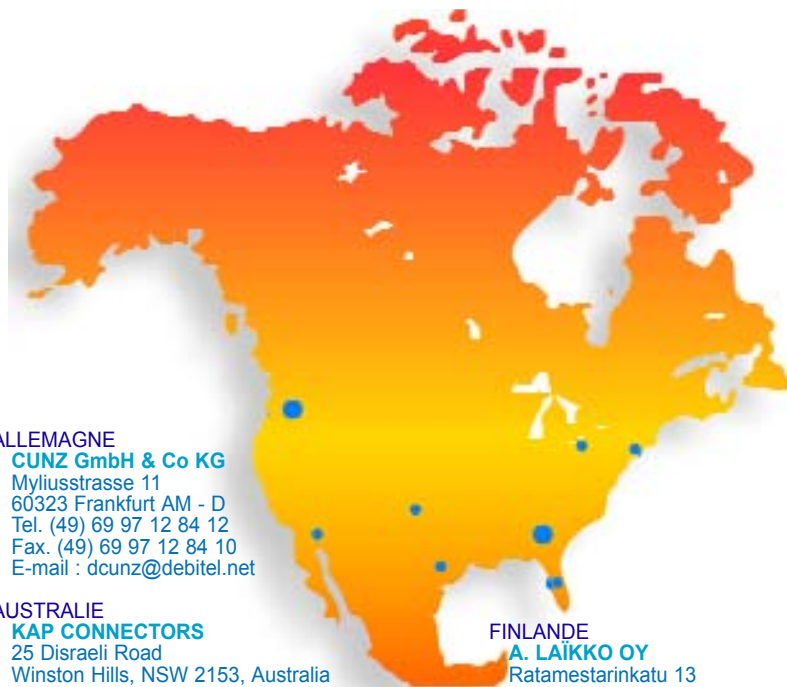 ALLEMAGNE
CUNZ GmbH & Co KG
Myliusstrasse 11
60323 Frankfurt AM - D
Tel. (49) 69 97 12 84 12
Fax. (49) 69 97 12 84 10
E-mail : dcunz@debitel.net
AUSTRALIE
KAP CONNECTORS
25 Disraeli Road
Winston Hills, NSW 2153, Australia
FINLANDE
A. LAÏKKO OY
Ratamestarinkatu 13